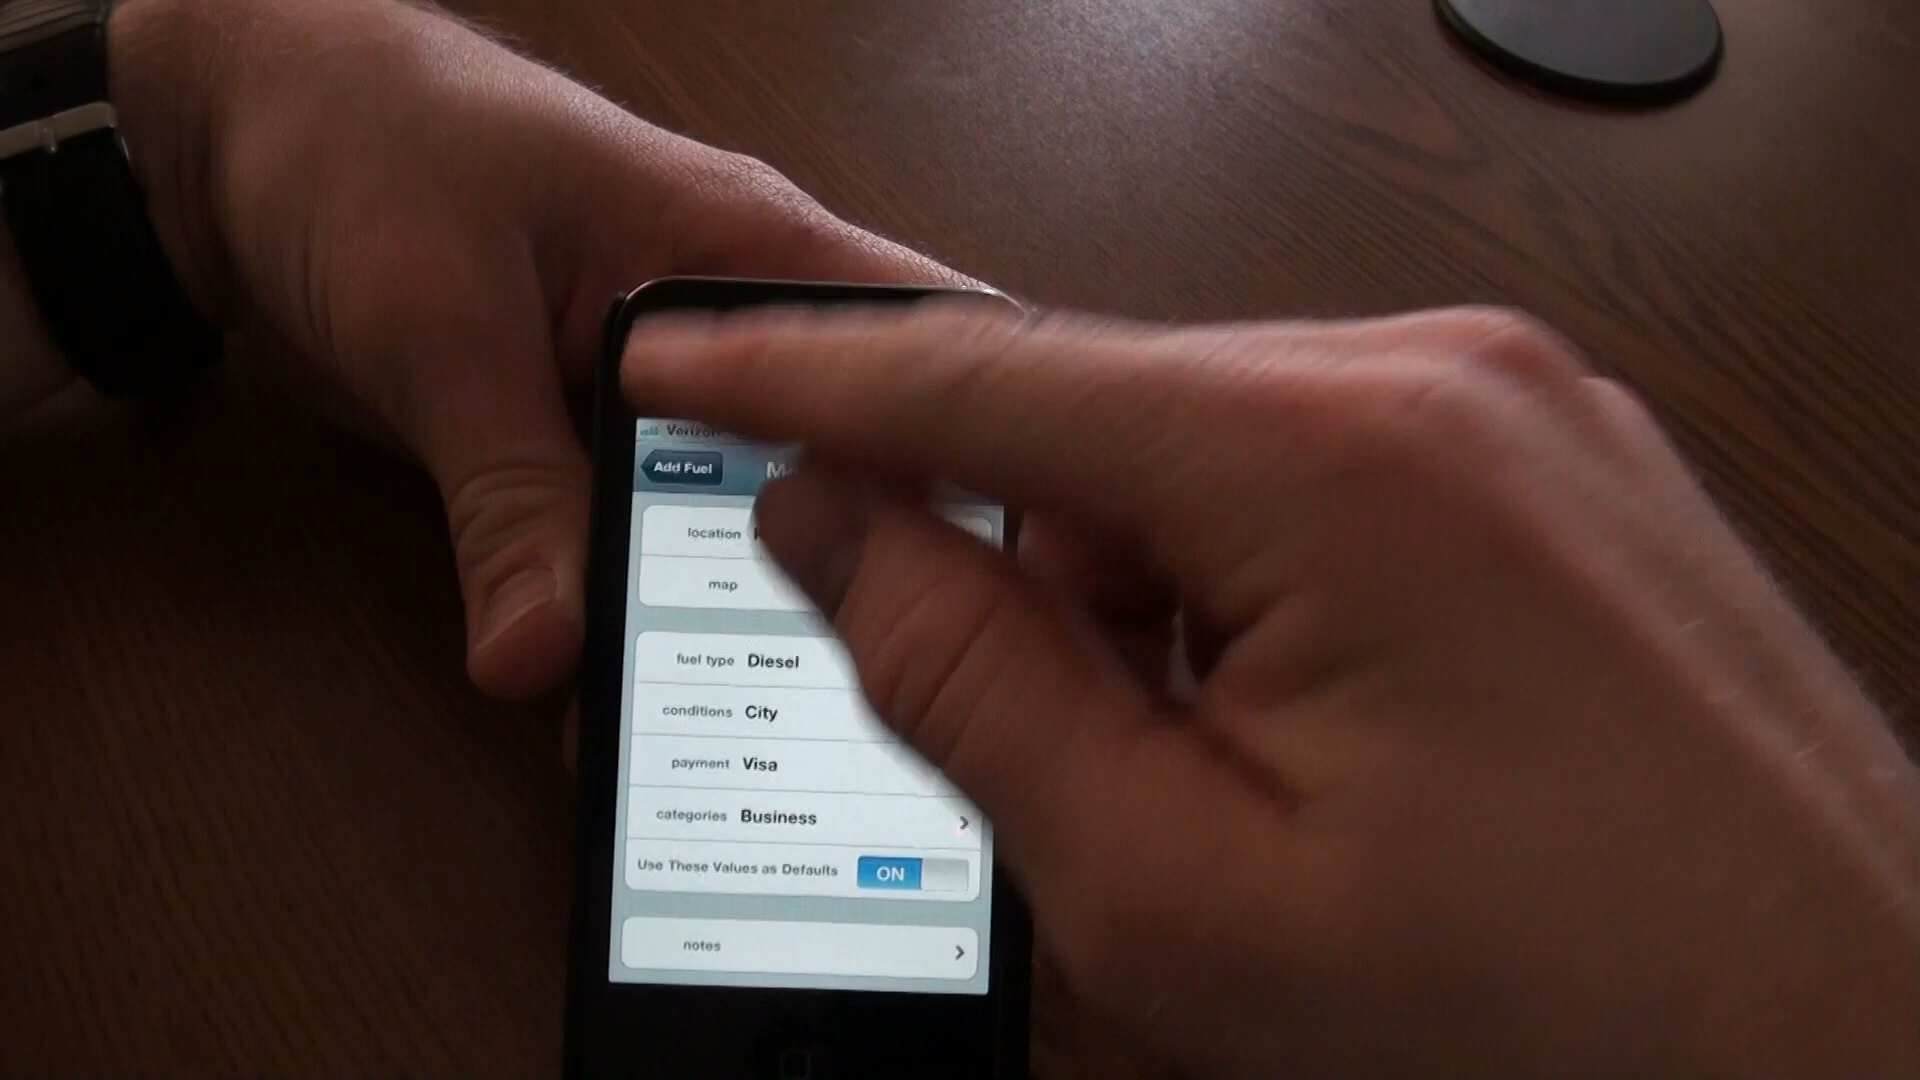 Verizon
Add Fuel
location
map
fuel type Diesel
conditions City
payment Visa
categories Business
Use These Values as Defaults ON
notes